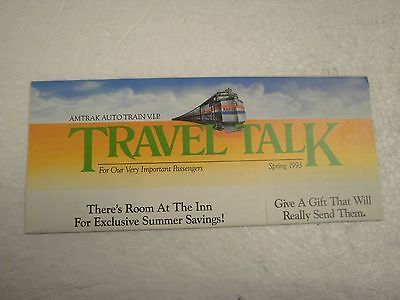 AMTRAK AUTO TRAIN V.I.P.
TRAVEL TALK
For Our Very Important Passengers
Spring 1993
There's Room At The Inn
For Exclusive Summer Savings!
Give A Gift That Will
Really Send Them.